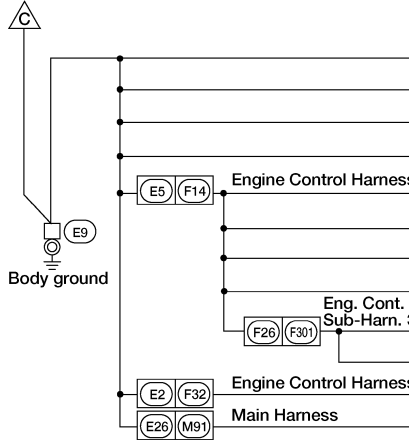 C
E5 F14 Engine Control Harness
E9
Body ground
Eng. Cont.
Sub-Harn.
F26 F301
E2 F32 Engine Control Harness
E26 M91 Main Harness